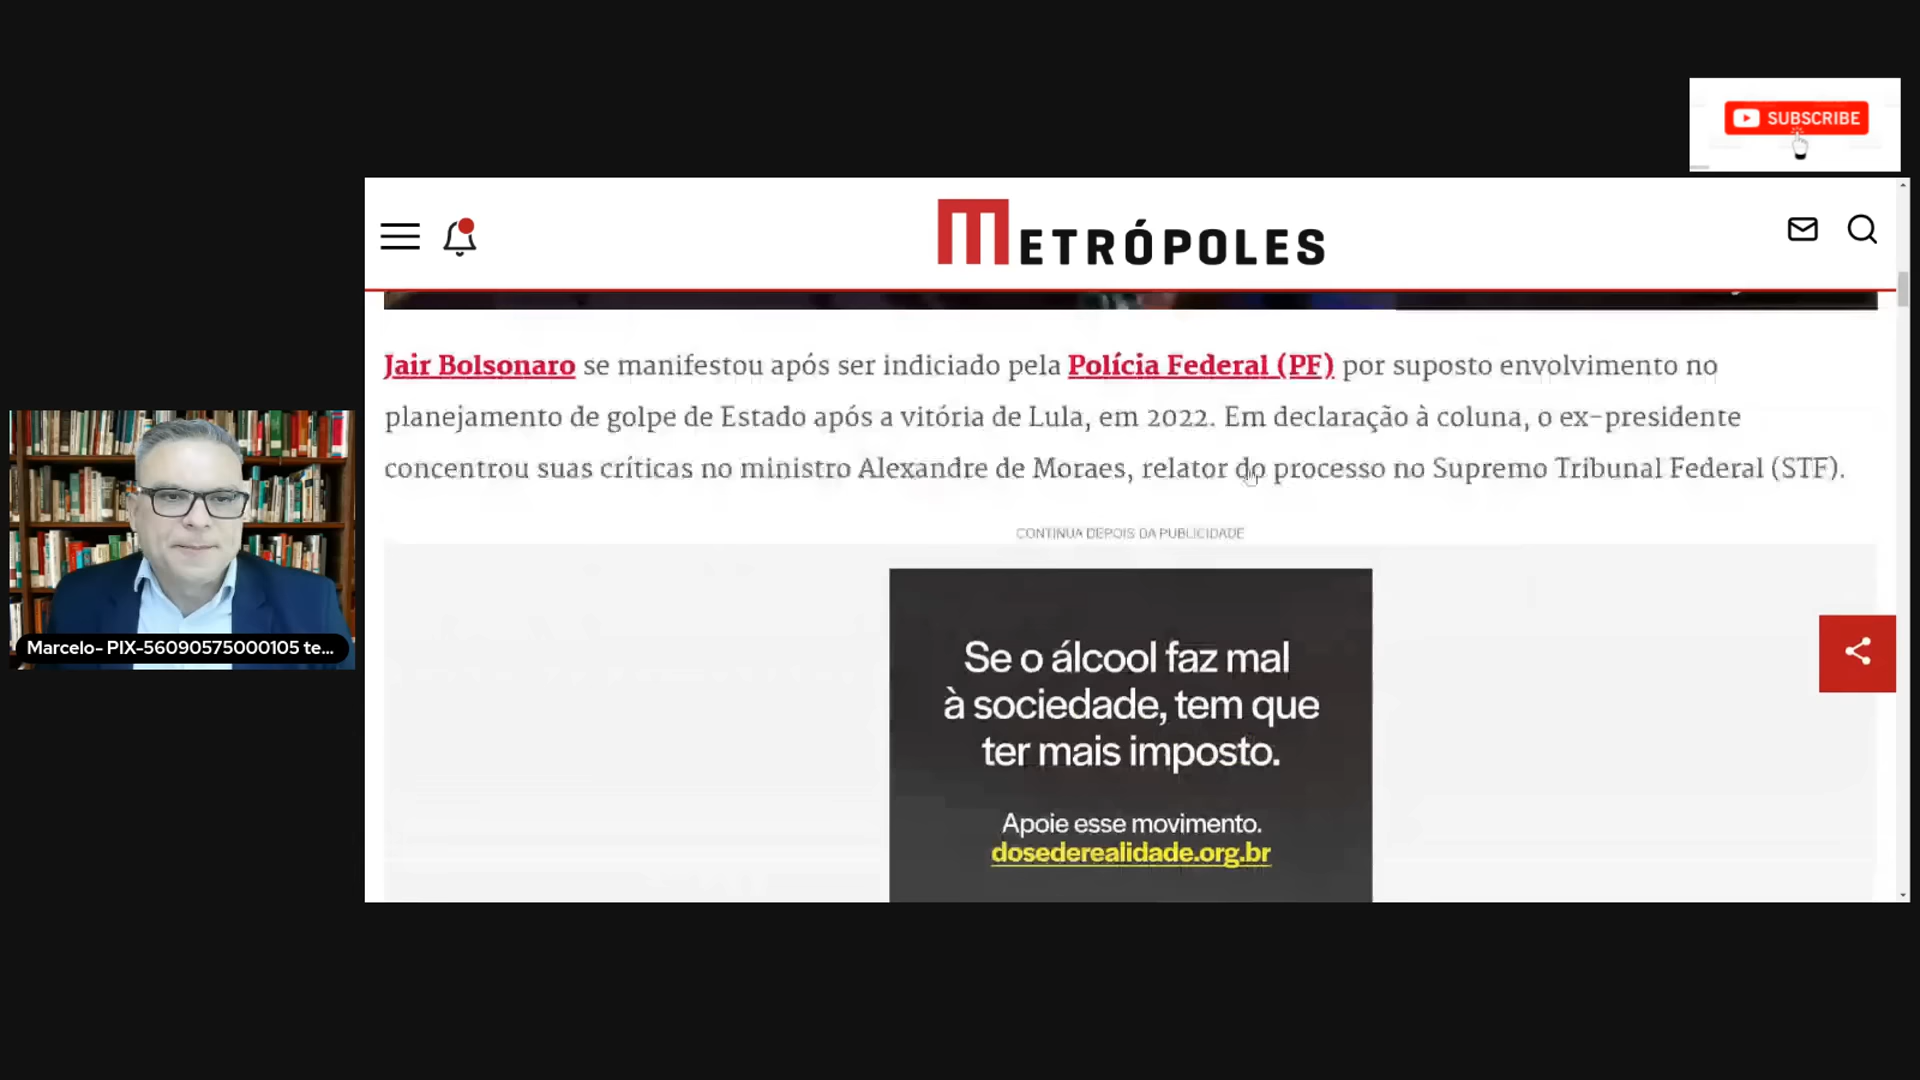 SUBSCRIBE
METRÓPOLES
Jair Bolsonaro se manifestou após ser indiciado pela Polícia Federal (PF) por suposto envolvimento no
planejamento de golpe de Estado após a vitória de Lula, em 2022. Em declaração à coluna, o ex-presidente
concentrou suas críticas no ministro Alexandre de Moraes, relator do processo no Supremo Tribunal Federal (STF).
CONTINUA DEPOIS DA PUBLICIDADE
Marcelo- PIX-56090575000105 te...
Se o álcool faz mal
à sociedade, tem que
ter mais imposto.
Apoie esse movimento.
dosederealidade.org.br